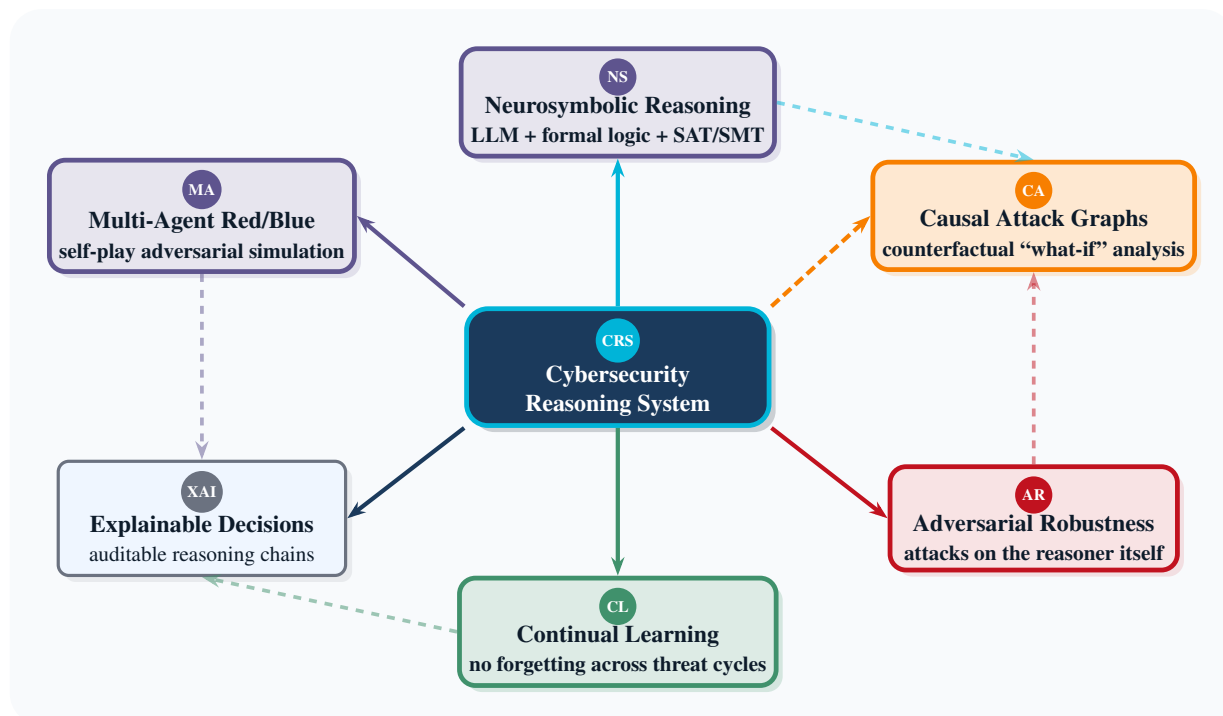 NS
Neurosymbolic Reasoning
LLM + formal logic + SAT/SMT
MA
Multi-Agent Red/Blue
self-play adversarial simulation
CA
Causal Attack Graphs
counterfactual “what-if” analysis
CRS
Cybersecurity
Reasoning System
XAI
Explainable Decisions
auditable reasoning chains
AR
Adversarial Robustness
attacks on the reasoner itself
CL
Continual Learning
no forgetting across threat cycles